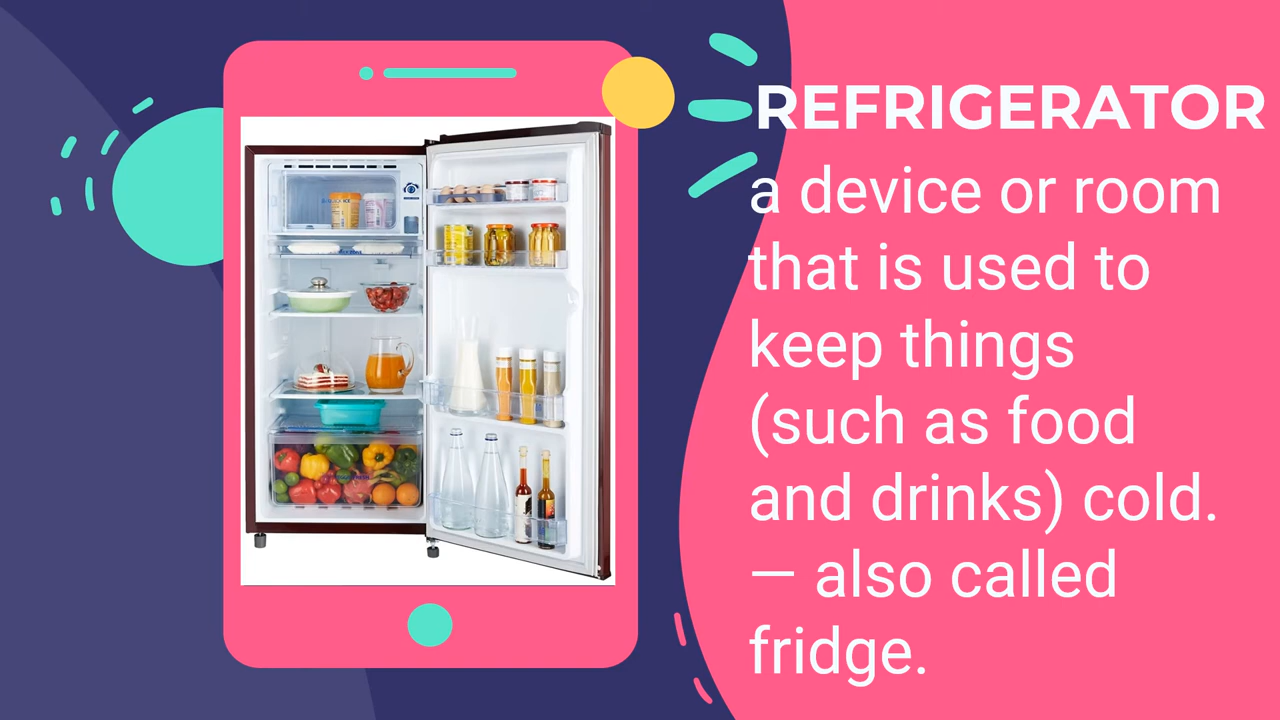 REFRIGERATOR
a device or room
that is used to
keep things
(such as food
and drinks) cold.
— also called
fridge.